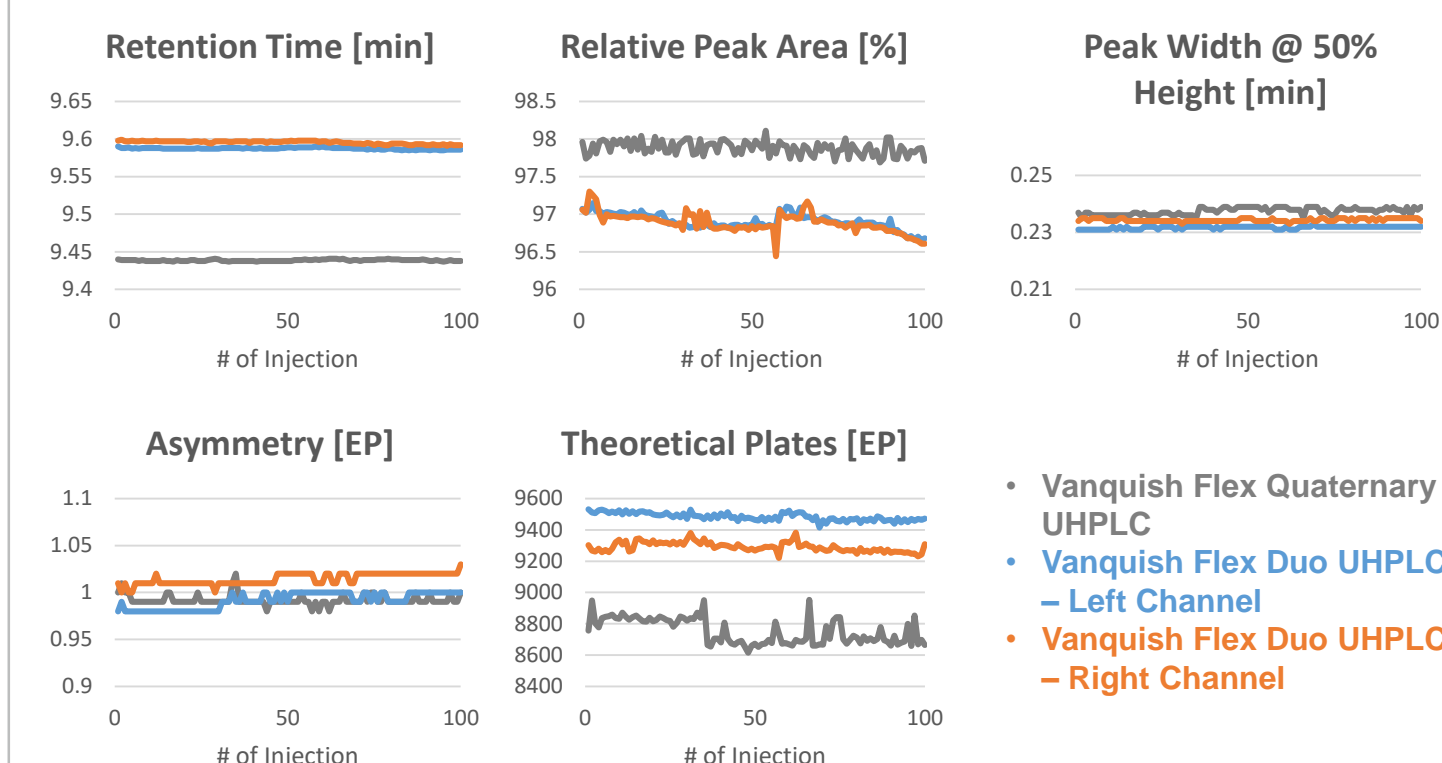 Retention Time [min]
9.65
9.6
9.55
9.5
9.45
9.4
0 50 100
# of Injection
Relative Peak Area [%]
98.5
98
97.5
97
96.5
96
0 50 100
# of Injection
Peak Width @ 50%
Height [min]
0.25
0.23
0.21
0 50 100
# of Injection
Asymmetry [EP]
1.1
1.05
1
0.95
0.9
0 50 100
# of Injection
Theoretical Plates [EP]
9600
9400
9200
9000
8800
8600
8400
0 50 100
# of Injection
• Vanquish Flex Quaternary
UHPLC
• Vanquish Flex Duo UHPLC
– Left Channel
• Vanquish Flex Duo UHPLC
– Right Channel